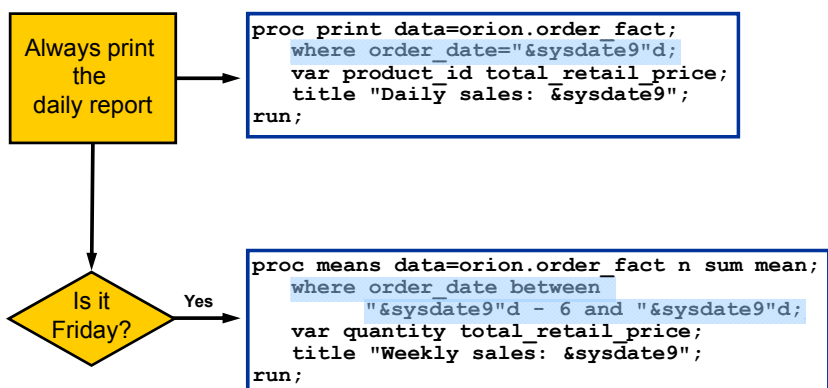 Always print
the
daily report
proc print data=orion.order_fact;
where order_date="&sysdate9"d;
var product_id total_retail_price;
title "Daily sales: &sysdate9";
run;
Is it
Friday?
Yes
proc means data=orion.order_fact n sum mean;
where order_date between
"&sysdate9"d - 6 and "&sysdate9"d;
var quantity total_retail_price;
title "Weekly sales: &sysdate9";
run;